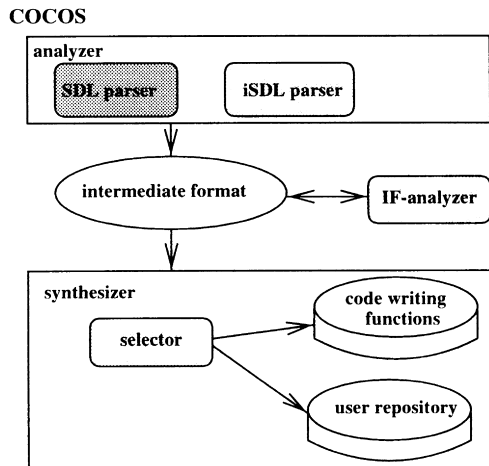 COCOS
analyzer
SDL parser
iSDL parser
intermediate format
IF-analyzer
synthesizer
code writing
functions
selector
user repository